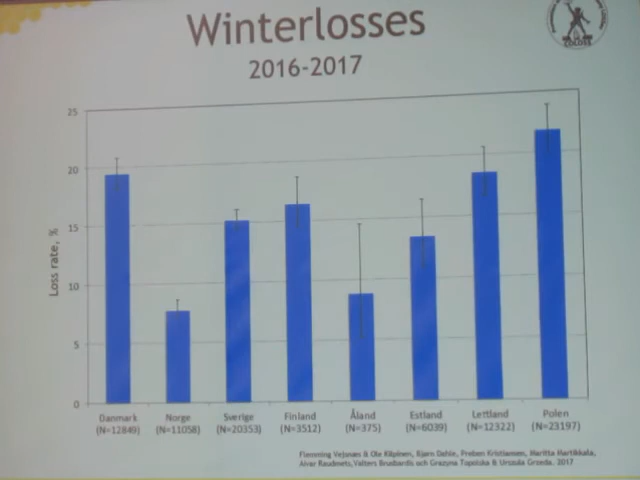 Winterlosses
2016-2017
COLOSS
Loss rate, %
25
20
15
10
5
0
Danmark
(N=12849)
Norge
(N=11058)
Sverige
(N=20353)
Finland
(N=3512)
Åland
(N=375)
Estland
(N=6039)
Lettland
(N=12322)
Polen
(N=23197)
Flemming Vejsnæs & Ole Kilpinen, Bjørn Dahle, Preben Kristiansen, Maritta Martikkala,
Aivar Raudmets, Valters Brusbardis och Grazyna Topolska & Urszula Grzeda. 2017